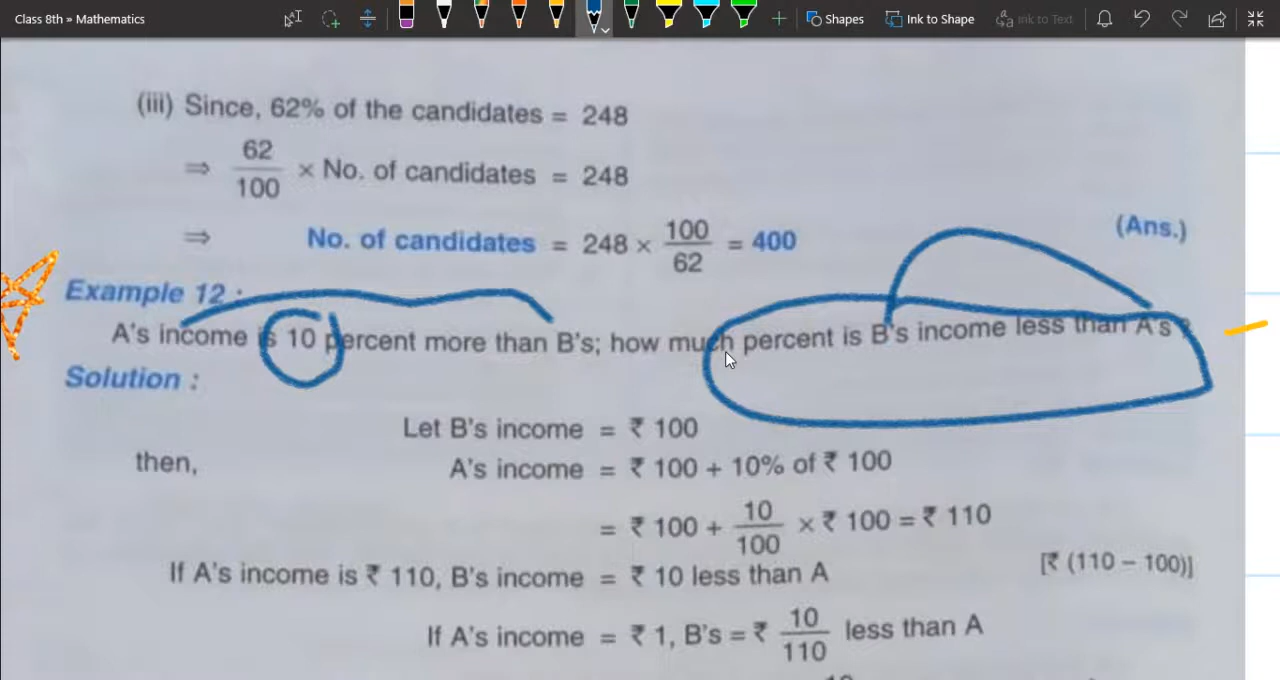 Class 8th » Mathematics
Shapes
Ink to Shape
Ink to Text
(iii) Since, 62% of the candidates = 248
⇒ 62/100 × No. of candidates = 248
⇒ No. of candidates = 248 × 100/62 = 400
(Ans.)
Example 12 :
A's income is 10 percent more than B's; how much percent is B's income less than A's ?
Solution :
Let B's income = ₹ 100
then, A's income = ₹ 100 + 10% of ₹ 100
= ₹ 100 + 10/100 × ₹ 100 = ₹ 110
If A's income is ₹ 110, B's income = ₹ 10 less than A [₹ (110 – 100)]
If A's income = ₹ 1, B's = ₹ 10/110 less than A